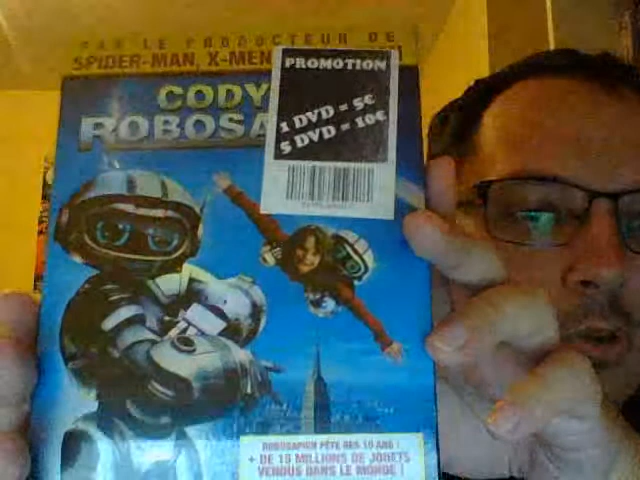 PAR LE PRODUCTEUR DE
SPIDER-MAN, X-MEN
CODY
ROBOSA
PROMOTION
1 DVD = 5€
5 DVD = 10€
ROBOSAPIEN FÊTE SES 10 ANS !
+ DE 18 MILLIONS DE JOUETS
VENDUS DANS LE MONDE !